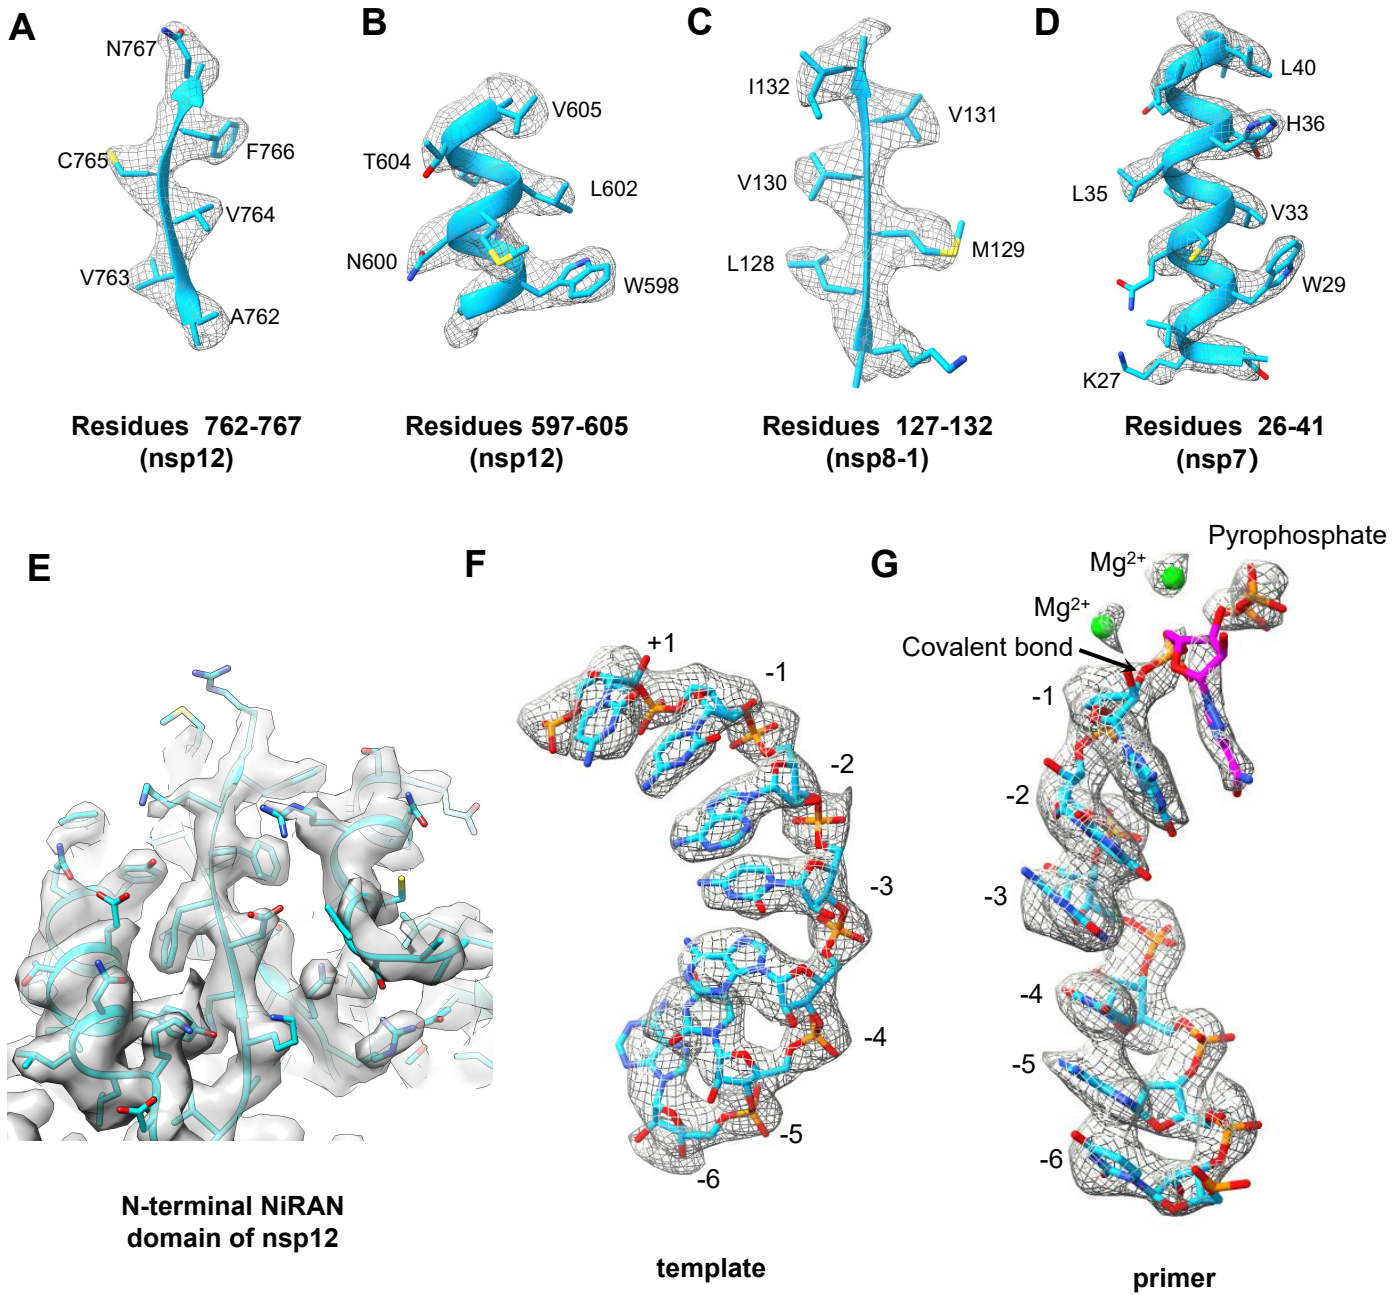 A
N767
C765
F766
V764
V763
A762
Residues 762-767
(nsp12)
B
V605
T604
L602
N600
W598
Residues 597-605
(nsp12)
C
I132
V131
V130
M129
L128
Residues 127-132
(nsp8-1)
D
L40
H36
L35
V33
W29
K27
Residues 26-41
(nsp7)
E
N-terminal NiRAN
domain of nsp12
F
+1
-1
-2
-3
-4
-5
-6
template
G
Pyrophosphate
Mg²⁺
Mg²⁺
Covalent bond
-1
-2
-3
-4
-5
-6
primer